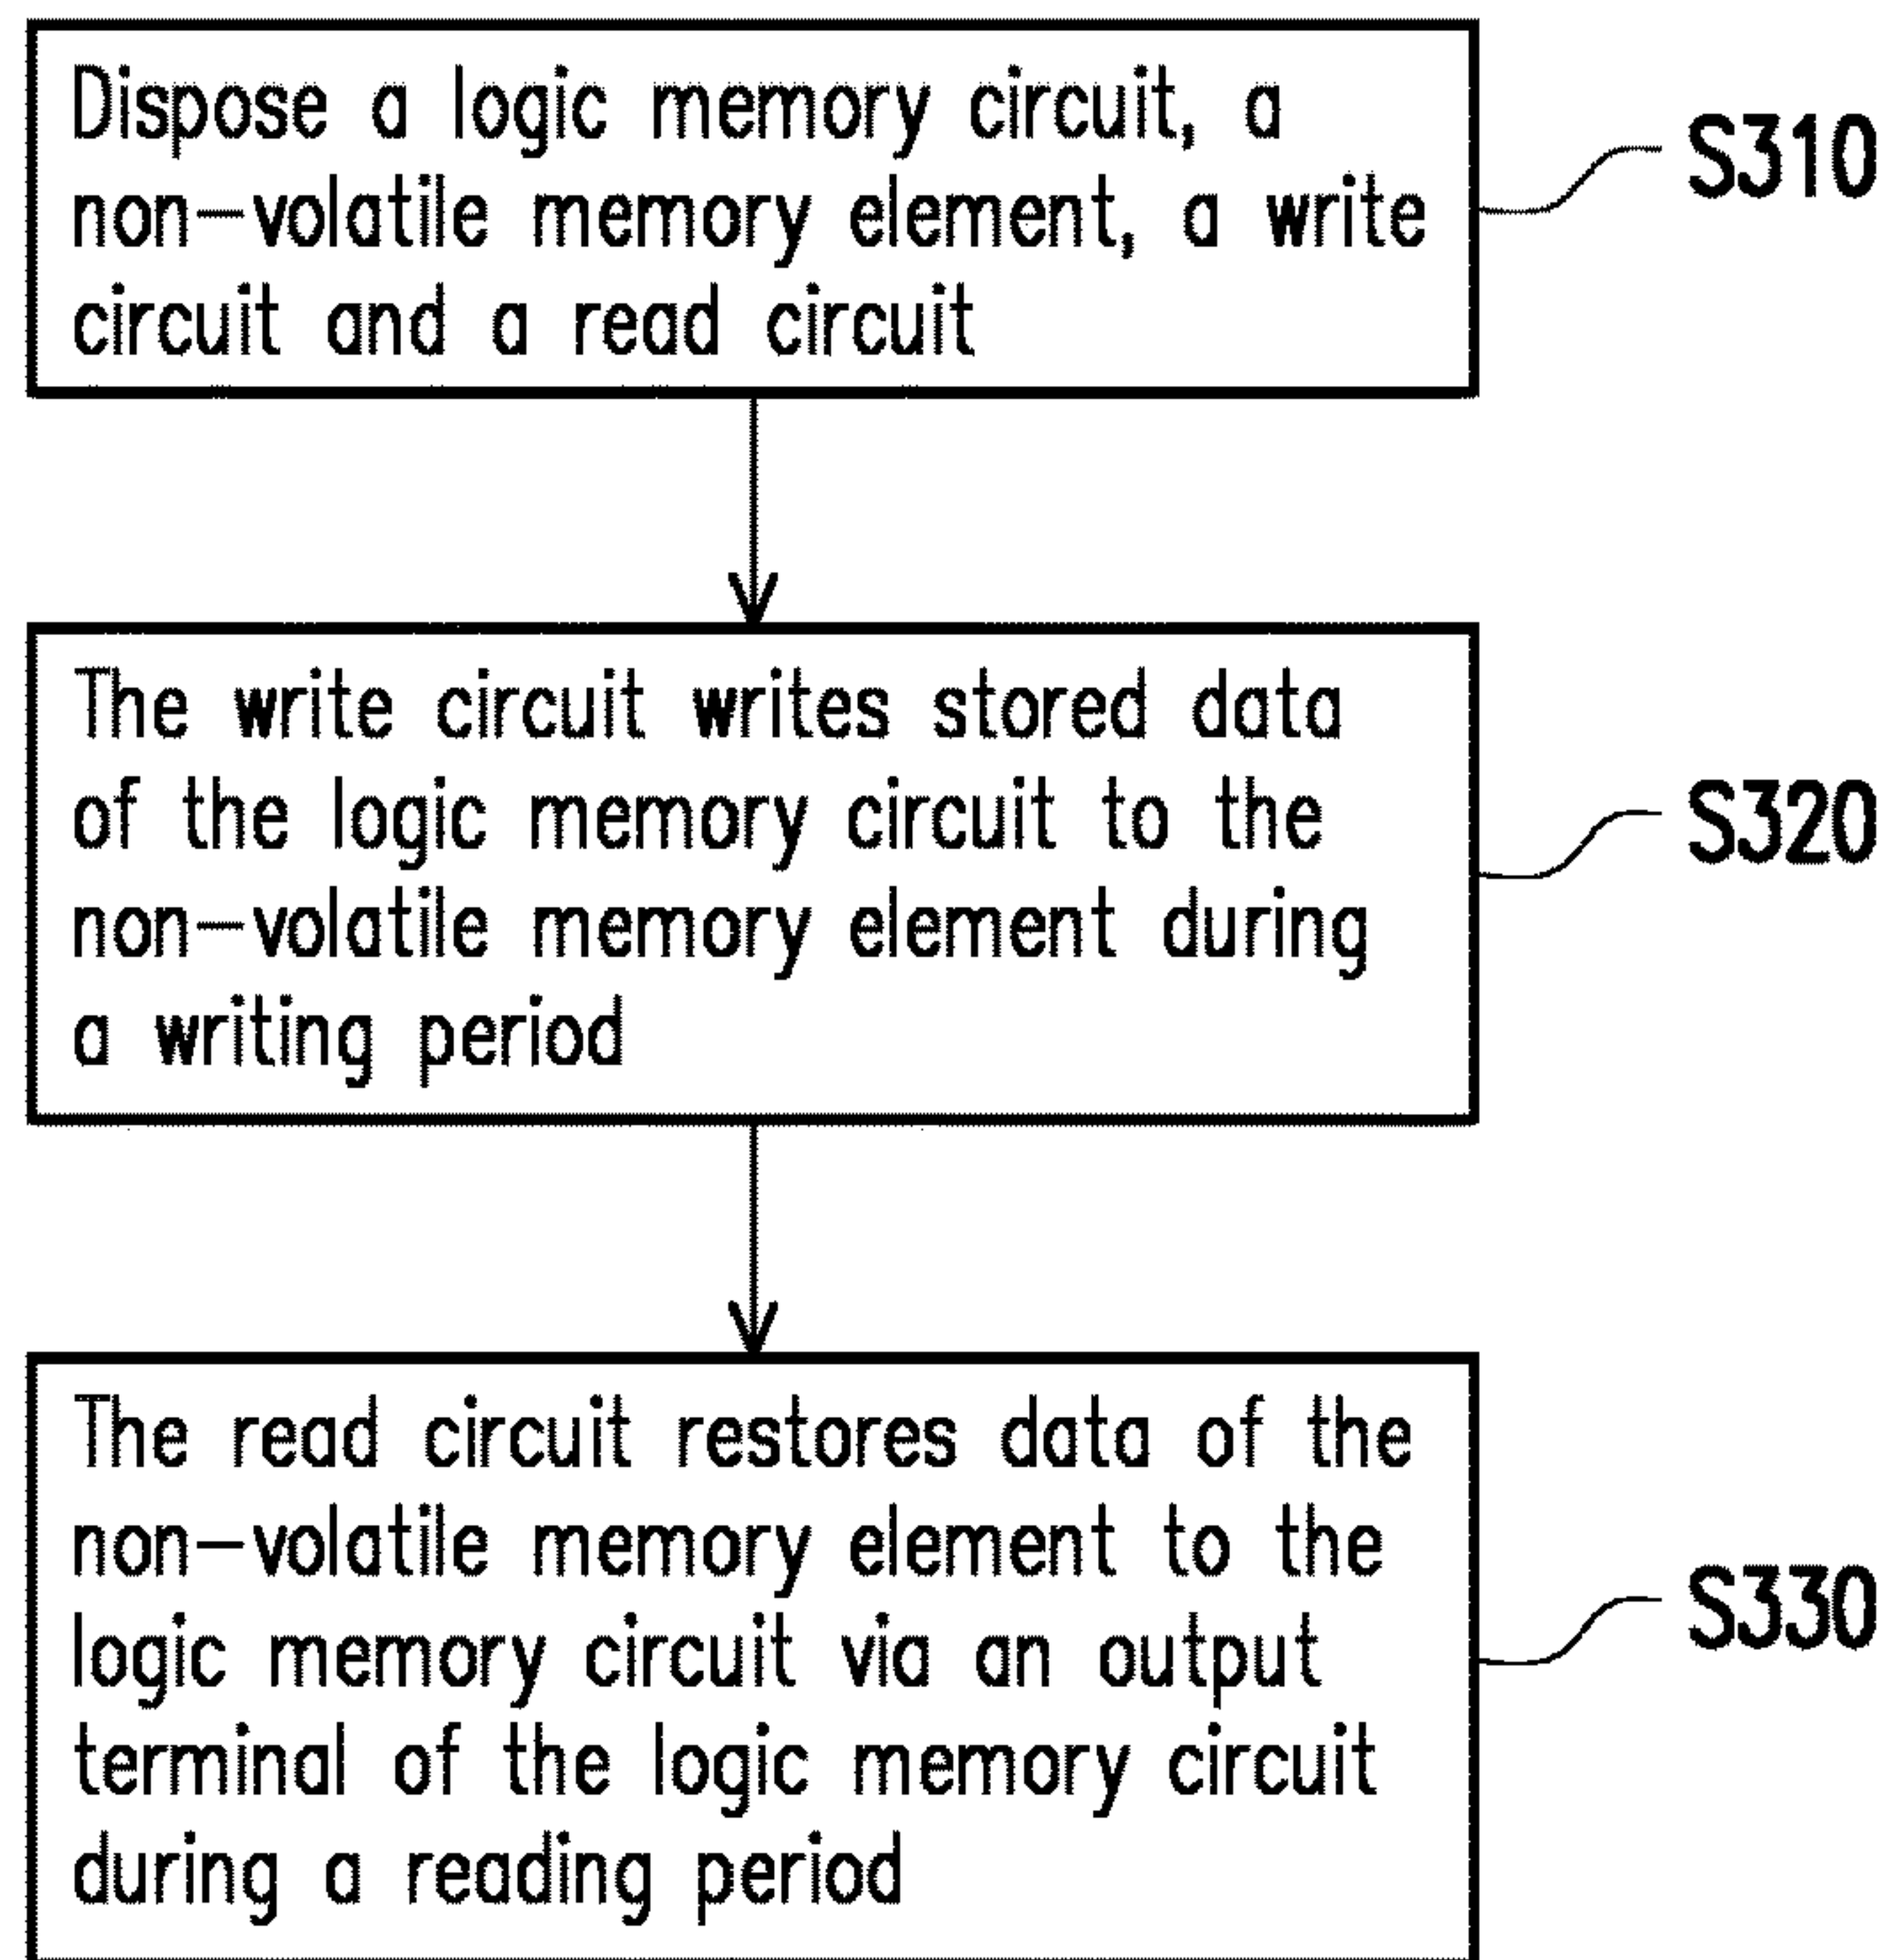 Dispose a logic memory circuit, a
non-volatile memory element, a write
circuit and a read circuit
S310
The write circuit writes stored data
of the logic memory circuit to the
non-volatile memory element during
a writing period
S320
The read circuit restores data of the
non-volatile memory element to the
logic memory circuit via an output
terminal of the logic memory circuit
during a reading period
S330